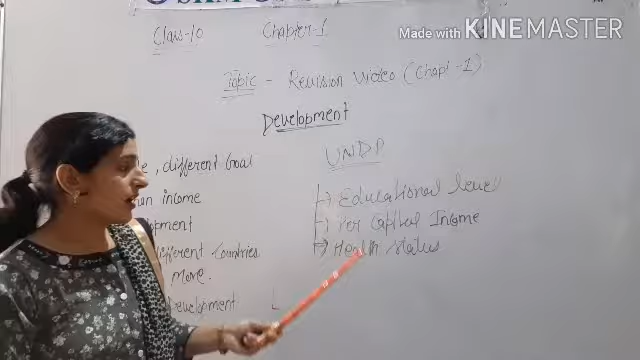 Made with KINEMASTER
Class-10 Chapter-1
Topic - Revision Video (Chapt-1)
Development
different Goal
income
different Countries
more.
Development
UNDP
Educational level
Per Capital Income
Health status